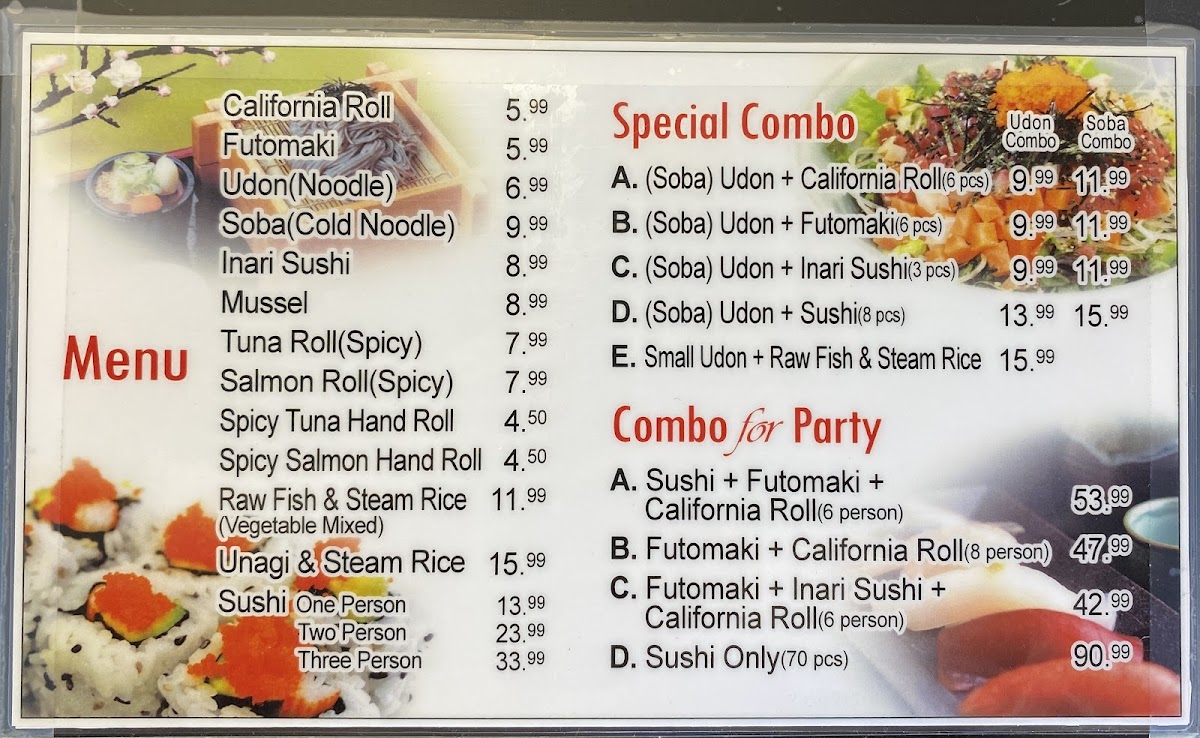 Menu
California Roll 5.99
Futomaki 5.99
Udon(Noodle) 6.99
Soba(Cold Noodle) 9.99
Inari Sushi 8.99
Mussel 8.99
Tuna Roll(Spicy) 7.99
Salmon Roll(Spicy) 7.99
Spicy Tuna Hand Roll 4.50
Spicy Salmon Hand Roll 4.50
Raw Fish & Steam Rice 11.99
(Vegetable Mixed)
Unagi & Steam Rice 15.99
Sushi One Person 13.99
Two Person 23.99
Three Person 33.99
Special Combo
Udon Combo
Soba Combo
A. (Soba) Udon + California Roll(6 pcs) 9.99 11.99
B. (Soba) Udon + Futomaki(6 pcs) 9.99 11.99
C. (Soba) Udon + Inari Sushi(3 pcs) 9.99 11.99
D. (Soba) Udon + Sushi(8 pcs) 13.99 15.99
E. Small Udon + Raw Fish & Steam Rice 15.99
Combo for Party
A. Sushi + Futomaki +
California Roll(6 person) 53.99
B. Futomaki + California Roll(8 person) 47.99
C. Futomaki + Inari Sushi +
California Roll(6 person) 42.99
D. Sushi Only(70 pcs) 90.99